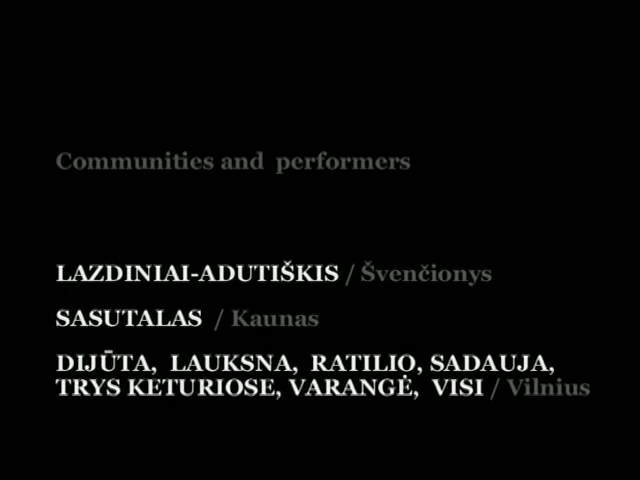 Communities and performers
LAZDINIAI-ADUTIŠKIS / Švenčionys
SASUTALAS / Kaunas
DIJŪTA, LAUKSNA, RATILIO, SADAUJA,
TRYS KETURIOSE, VARANGĖ, VISI / Vilnius